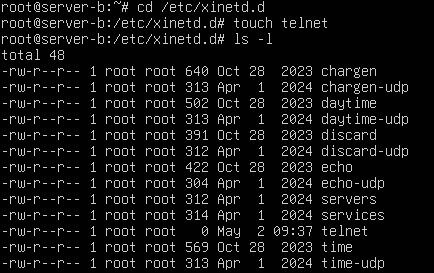 root@server-b:~# cd /etc/xinetd.d
root@server-b:/etc/xinetd.d# touch telnet
root@server-b:/etc/xinetd.d# ls -l
total 48
-rw-r--r-- 1 root root 640 Oct 28  2023 chargen
-rw-r--r-- 1 root root 313 Apr  1  2024 chargen-udp
-rw-r--r-- 1 root root 502 Oct 28  2023 daytime
-rw-r--r-- 1 root root 313 Apr  1  2024 daytime-udp
-rw-r--r-- 1 root root 391 Oct 28  2023 discard
-rw-r--r-- 1 root root 312 Apr  1  2024 discard-udp
-rw-r--r-- 1 root root 422 Oct 28  2023 echo
-rw-r--r-- 1 root root 304 Apr  1  2024 echo-udp
-rw-r--r-- 1 root root 312 Apr  1  2024 servers
-rw-r--r-- 1 root root 314 Apr  1  2024 services
-rw-r--r-- 1 root root   0 May  2 09:37 telnet
-rw-r--r-- 1 root root 569 Oct 28  2023 time
-rw-r--r-- 1 root root 313 Apr  1  2024 time-udp